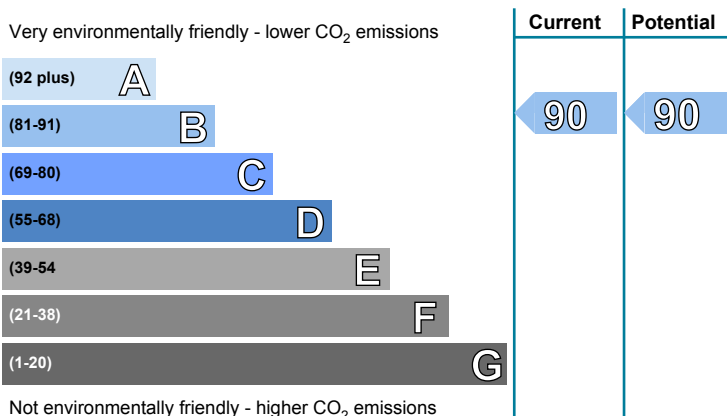 Very environmentally friendly - lower CO₂ emissions
Current Potential
(92 plus) A
(81-91) B
90 90
(69-80) C
(55-68) D
(39-54 E
(21-38) F
(1-20) G
Not environmentally friendly - higher CO₂ emissions